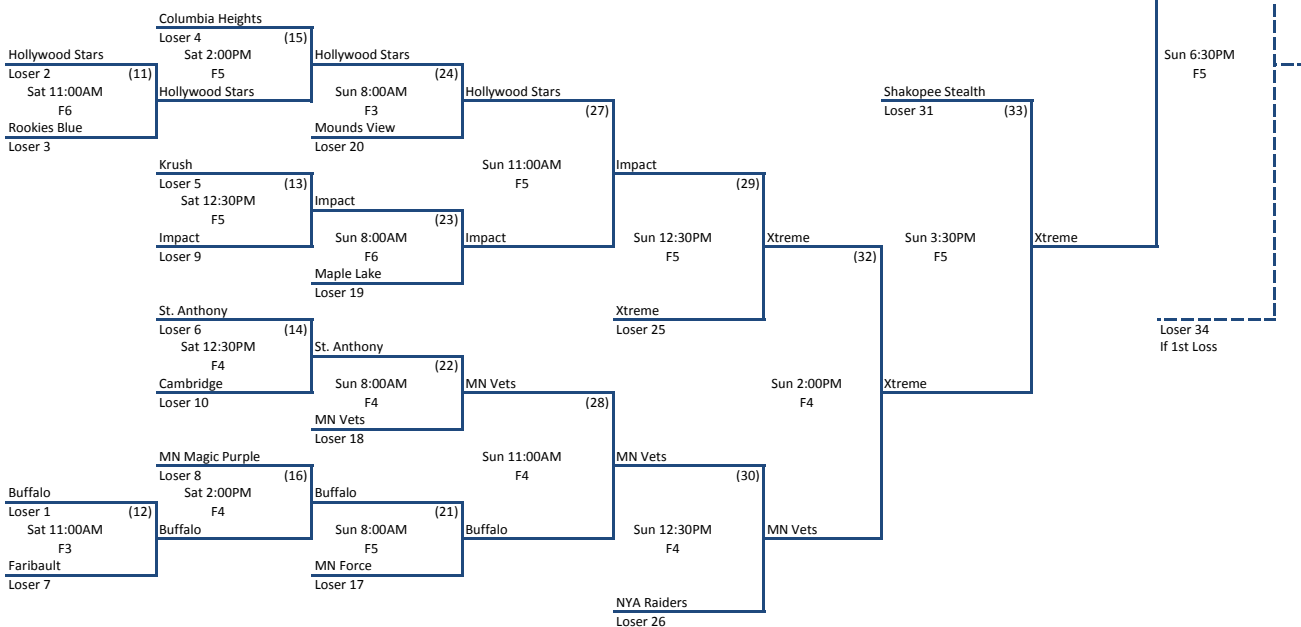 Columbia Heights
Loser 4 (15)
Hollywood Stars Sat 2:00PM Hollywood Stars Sun 6:30PM
Loser 2 (11) F5 (24) F5
Sat 11:00AM Hollywood Stars Sun 8:00AM Hollywood Stars Shakopee Stealth
F6 F3 (27) Loser 31 (33)
Rookies Blue Mounds View
Loser 3 Loser 20
Krush Sun 11:00AM Impact
Loser 5 (13) F5 (29)
Sat 12:30PM Impact
F5 (23)
Impact Sun 8:00AM Impact Sun 12:30PM Xtreme Sun 3:30PM Xtreme
Loser 9 F6 F5 (32) F5
Maple Lake
Loser 19
St. Anthony Xtreme
Loser 6 (14) Loser 25 Loser 34
Sat 12:30PM St. Anthony If 1st Loss
F4 (22)
Cambridge Sun 8:00AM MN Vets Sun 2:00PM Xtreme
Loser 10 F4 (28) F4
MN Vets
Loser 18
MN Magic Purple Sun 11:00AM MN Vets
Loser 8 (16) F4 (30)
Buffalo Sat 2:00PM Buffalo
Loser 1 (12) F4 (21)
Sat 11:00AM Buffalo Sun 8:00AM Buffalo Sun 12:30PM MN Vets
F3 F5 F4
Faribault MN Force
Loser 7 Loser 17
NYA Raiders
Loser 26